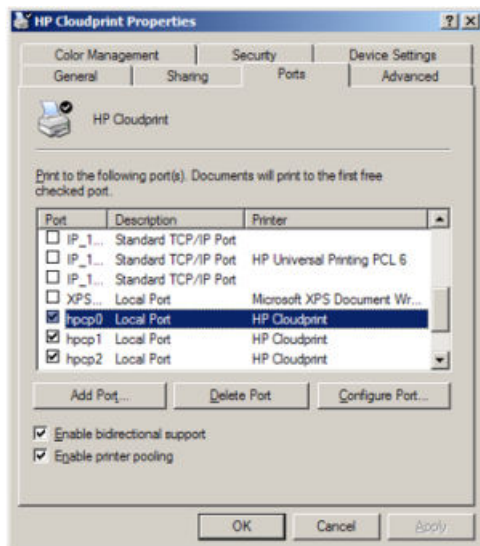 HP Cloudprint Properties
Color Management Security Device Settings
General Sharing Ports Advanced
HP Cloudprint
Print to the following port(s). Documents will print to the first free
checked port.
Port Description Printer
IP_1... Standard TCP/IP Port
IP_1... Standard TCP/IP Port HP Universal Printing PCL 6
IP_1... Standard TCP/IP Port
XPS... Local Port Microsoft XPS Document Wr...
hpcp0 Local Port HP Cloudprint
hpcp1 Local Port HP Cloudprint
hpcp2 Local Port HP Cloudprint
Add Port... Delete Port Configure Port...
Enable bidirectional support
Enable printer pooling
OK Cancel Apply